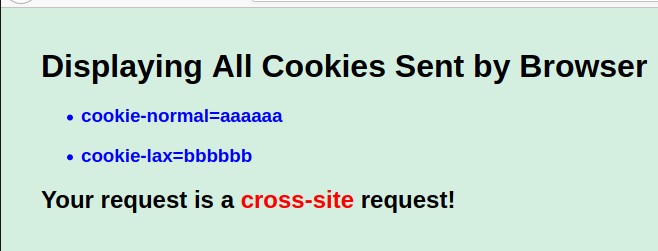 Displaying All Cookies Sent by Browser
cookie-normal=aaaaaa
cookie-lax=bbbbbb
Your request is a cross-site request!